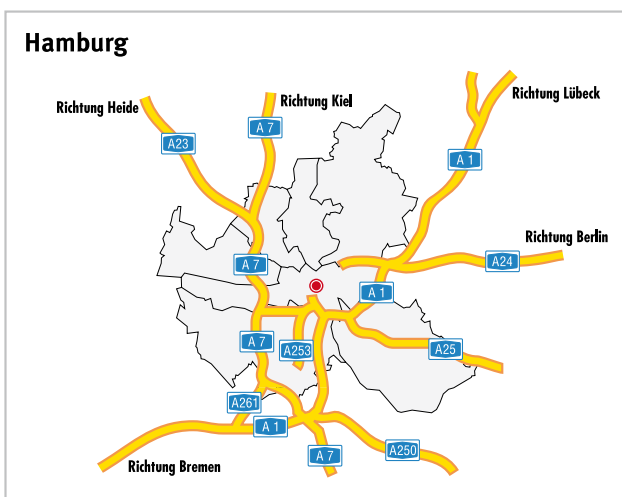 Hamburg
Richtung Heide
Richtung Kiel
Richtung Lübeck
A 7
A23
A 1
Richtung Berlin
A 7
A24
A 1
A 7
A253
A25
A261
A 1
A250
A 7
Richtung Bremen